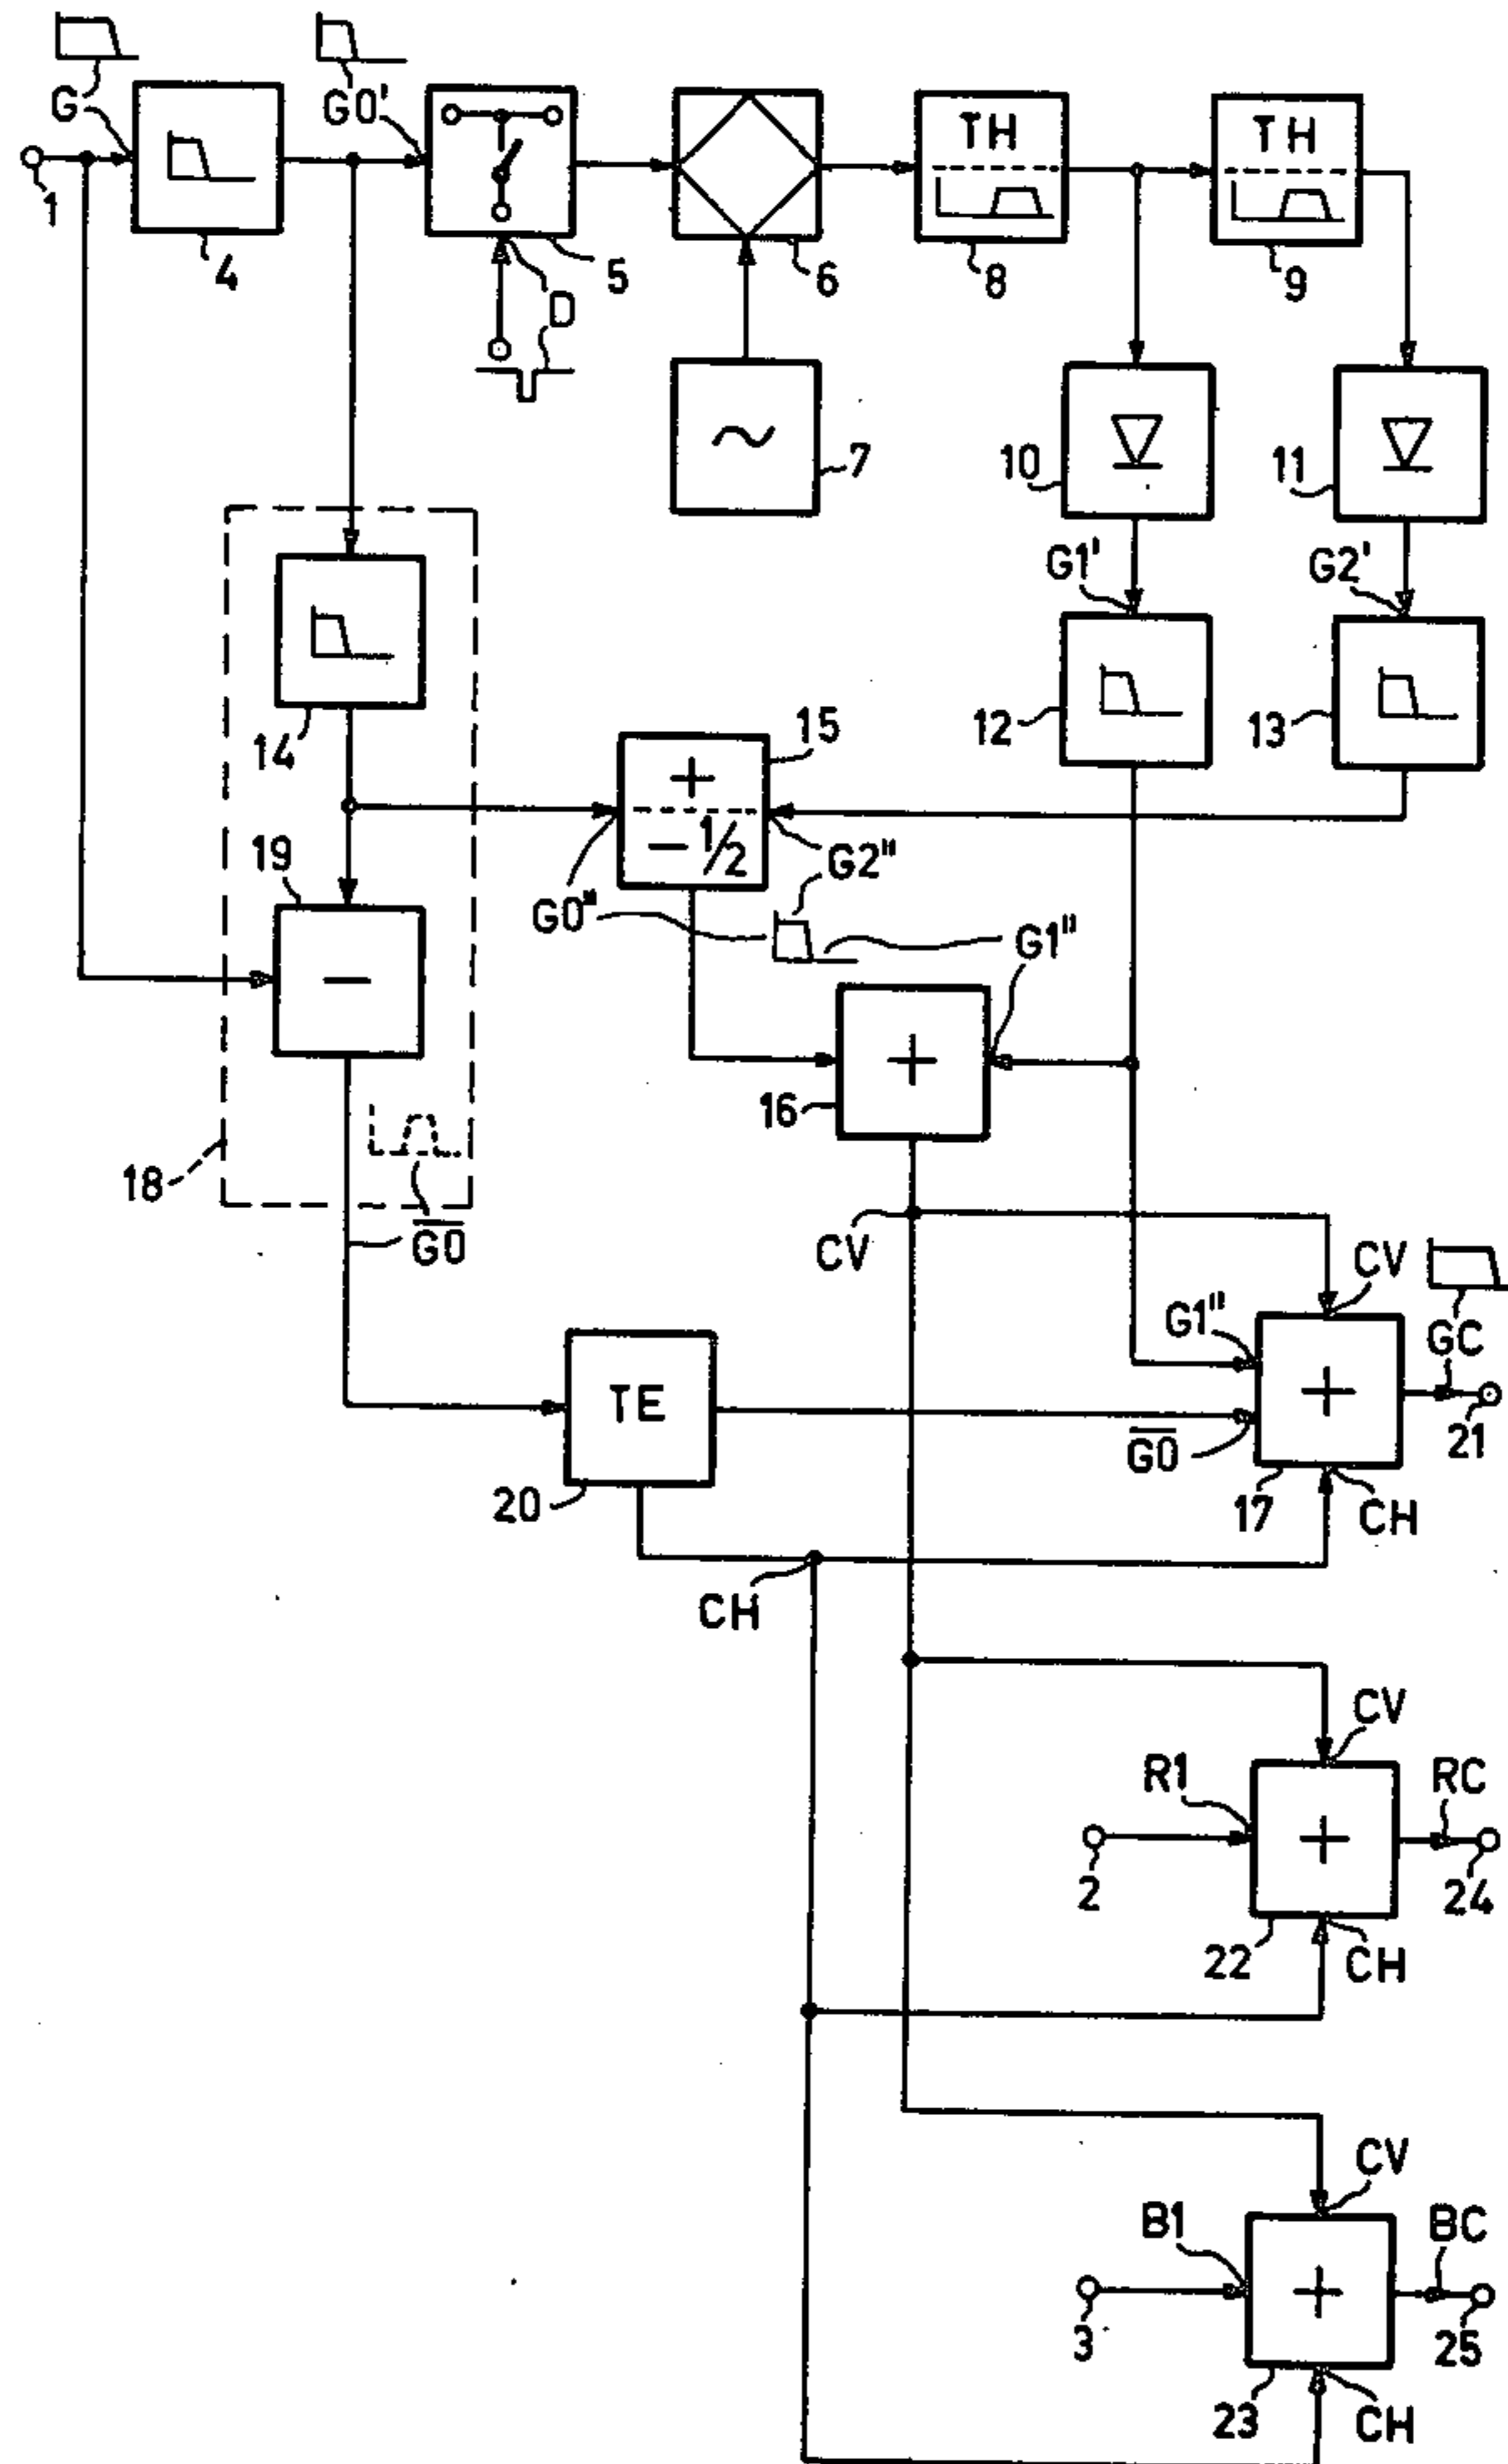 G
G0'
1
4
5
D
6
7
TH
8
TH
9
10
11
G1'
G2'
12
13
14
15
+
- 1/2
G0"
G2"
G1"
19
-
+
16
18
G0
CV
CV
GC
G1"
+
G0
TE
20
17
21
CH
CH
CV
R1
RC
+
2
24
22
CH
CV
B1
BC
+
3
25
23
CH